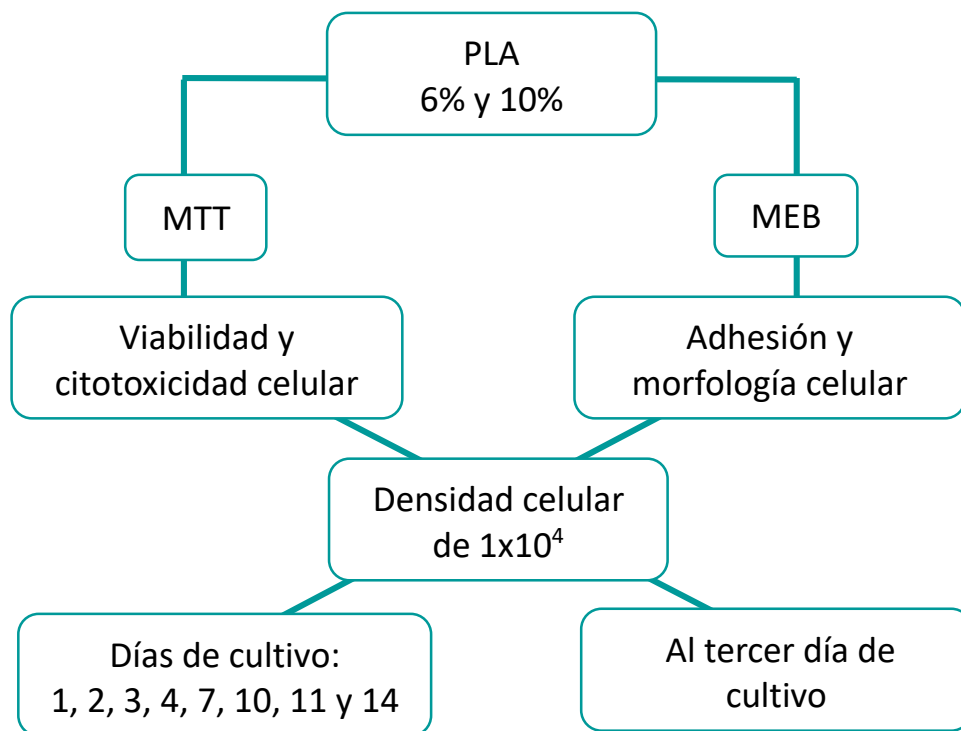 PLA
6% y 10%
MTT
MEB
Viabilidad y
citotoxicidad celular
Adhesión y
morfología celular
Densidad celular
de 1x10⁴
Días de cultivo:
1, 2, 3, 4, 7, 10, 11 y 14
Al tercer día de
cultivo